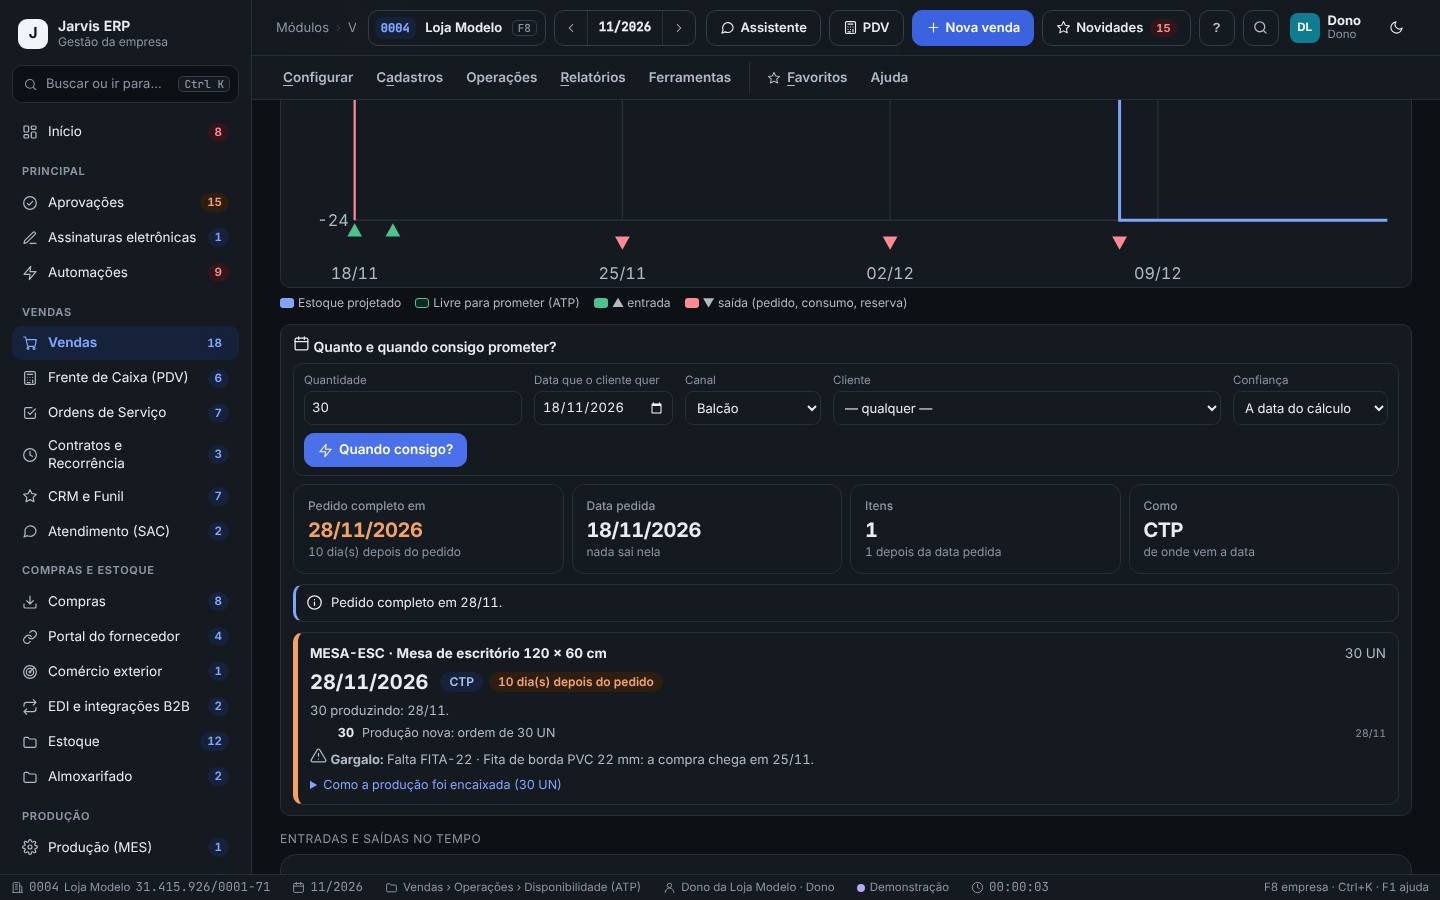 J
Jarvis ERP
Gestão da empresa
Buscar ou ir para...
Ctrl K
Início
8
PRINCIPAL
Aprovações
15
Assinaturas eletrônicas
1
Automações
9
VENDAS
Vendas
18
Frente de Caixa (PDV)
6
Ordens de Serviço
7
Contratos e
Recorrência
3
CRM e Funil
7
Atendimento (SAC)
2
COMPRAS E ESTOQUE
Compras
8
Portal do fornecedor
4
Comércio exterior
1
EDI e integrações B2B
2
Estoque
12
Almoxarifado
2
PRODUÇÃO
Produção (MES)
1
Módulos › V
0004 Loja Modelo F8
‹ 11/2026 ›
Assistente
PDV
+ Nova venda
Novidades 15
?
DL
Dono
Dono
Configurar
Cadastros
Operações
Relatórios
Ferramentas
Favoritos
Ajuda
-24
18/11
25/11
02/12
09/12
Estoque projetado
Livre para prometer (ATP)
▲ entrada
▼ saída (pedido, consumo, reserva)
Quanto e quando consigo prometer?
Quantidade
30
Data que o cliente quer
18/11/2026
Canal
Balcão
Cliente
— qualquer —
Confiança
A data do cálculo
Quando consigo?
Pedido completo em
28/11/2026
10 dia(s) depois do pedido
Data pedida
18/11/2026
nada sai nela
Itens
1
1 depois da data pedida
Como
CTP
de onde vem a data
Pedido completo em 28/11.
MESA-ESC · Mesa de escritório 120 × 60 cm
30 UN
28/11/2026 CTP 10 dia(s) depois do pedido
30 produzindo: 28/11.
30 Produção nova: ordem de 30 UN
28/11
Gargalo: Falta FITA-22 · Fita de borda PVC 22 mm: a compra chega em 25/11.
▶ Como a produção foi encaixada (30 UN)
ENTRADAS E SAÍDAS NO TEMPO
0004 Loja Modelo 31.415.926/0001-71
11/2026
Vendas › Operações › Disponibilidade (ATP)
Dono da Loja Modelo · Dono
Demonstração
00:00:03
F8 empresa · Ctrl+K · F1 ajuda